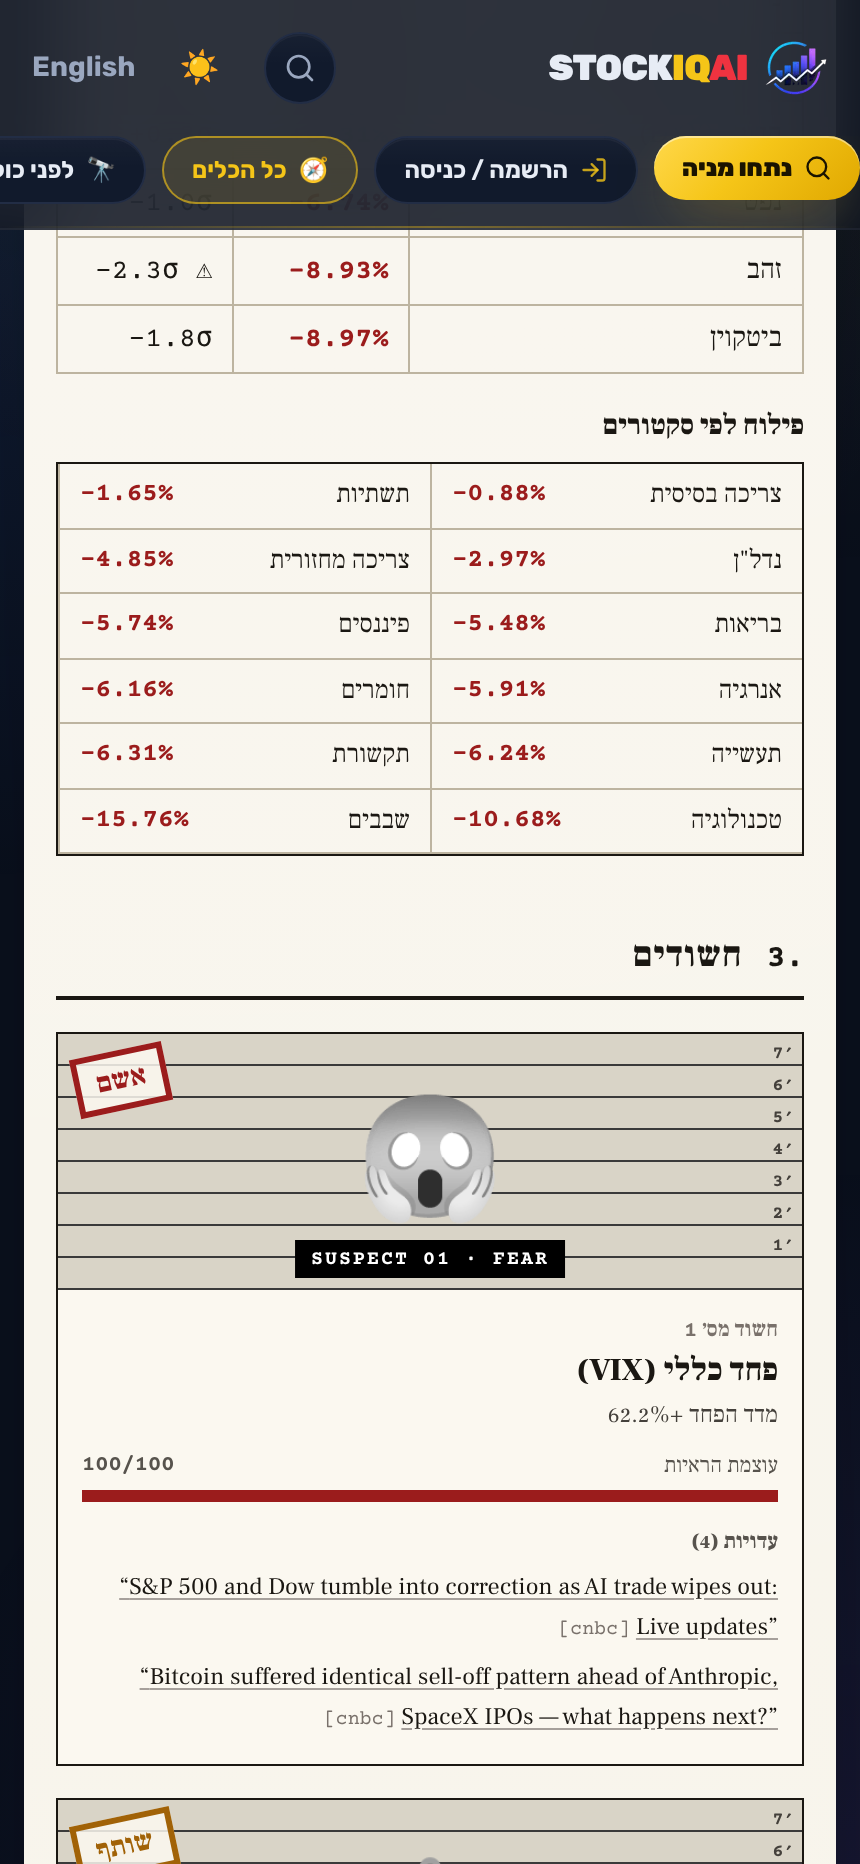 English STOCKIQAI
נתחו מניה הרשמה / כניסה כל הכלים לפני
-6.74% -1.0σ
זהב -8.93% -2.3σ ⚠
ביטקוין -8.97% -1.8σ
פילוח לפי סקטורים
צריכה בסיסית -0.88% תשתיות -1.65%
נדל"ן -2.97% צריכה מחזורית -4.85%
בריאות -5.48% פיננסים -5.74%
אנרגיה -5.91% חומרים -6.16%
תעשייה -6.24% תקשורת -6.31%
טכנולוגיה -10.68% שבבים -15.76%
3. חשודים
אשם
7′
6′
5′
4′
3′
2′
1′
SUSPECT 01 · FEAR
חשוד מס׳ 1
פחד כללי (VIX)
מדד הפחד +62.2%
עוצמת הראיות 100/100
עדויות (4)
“S&P 500 and Dow tumble into correction as AI trade wipes out:
Live updates” [cnbc]
“Bitcoin suffered identical sell-off pattern ahead of Anthropic,
SpaceX IPOs — what happens next?” [cnbc]
שותף
7′
6′